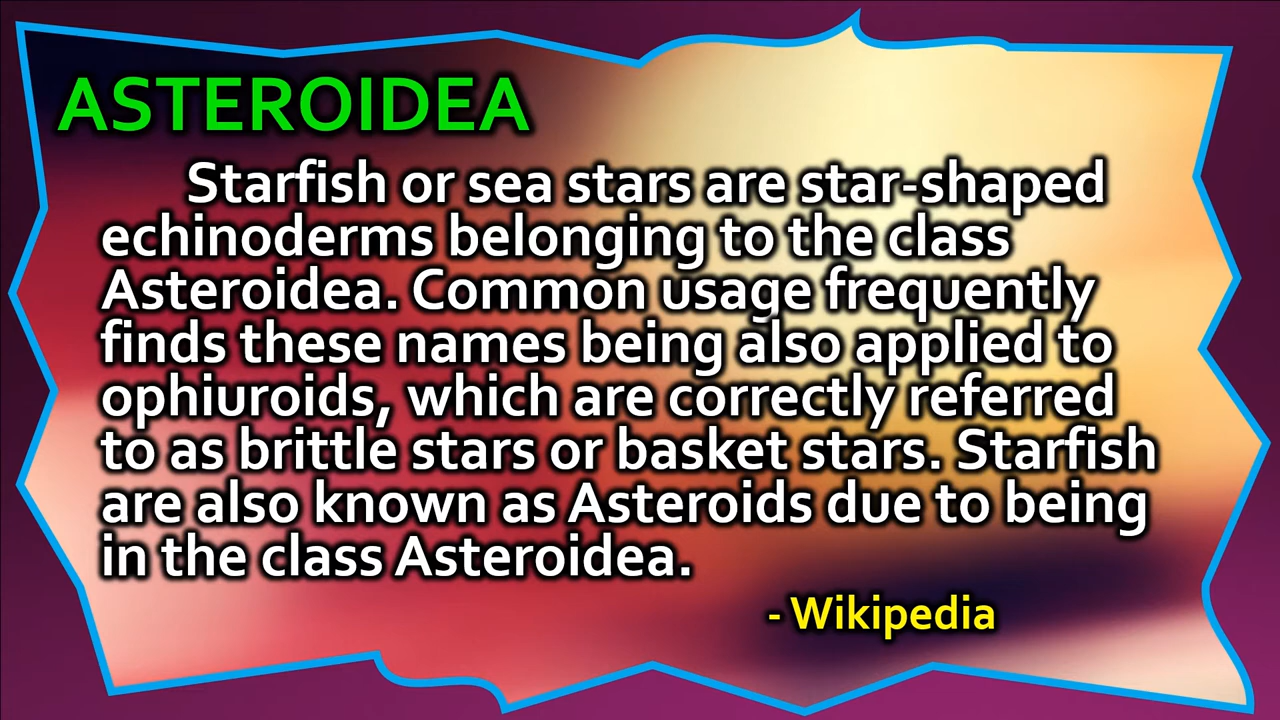 ASTEROIDEA
Starfish or sea stars are star-shaped
echinoderms belonging to the class
Asteroidea. Common usage frequently
finds these names being also applied to
ophiuroids, which are correctly referred
to as brittle stars or basket stars. Starfish
are also known as Asteroids due to being
in the class Asteroidea.
- Wikipedia